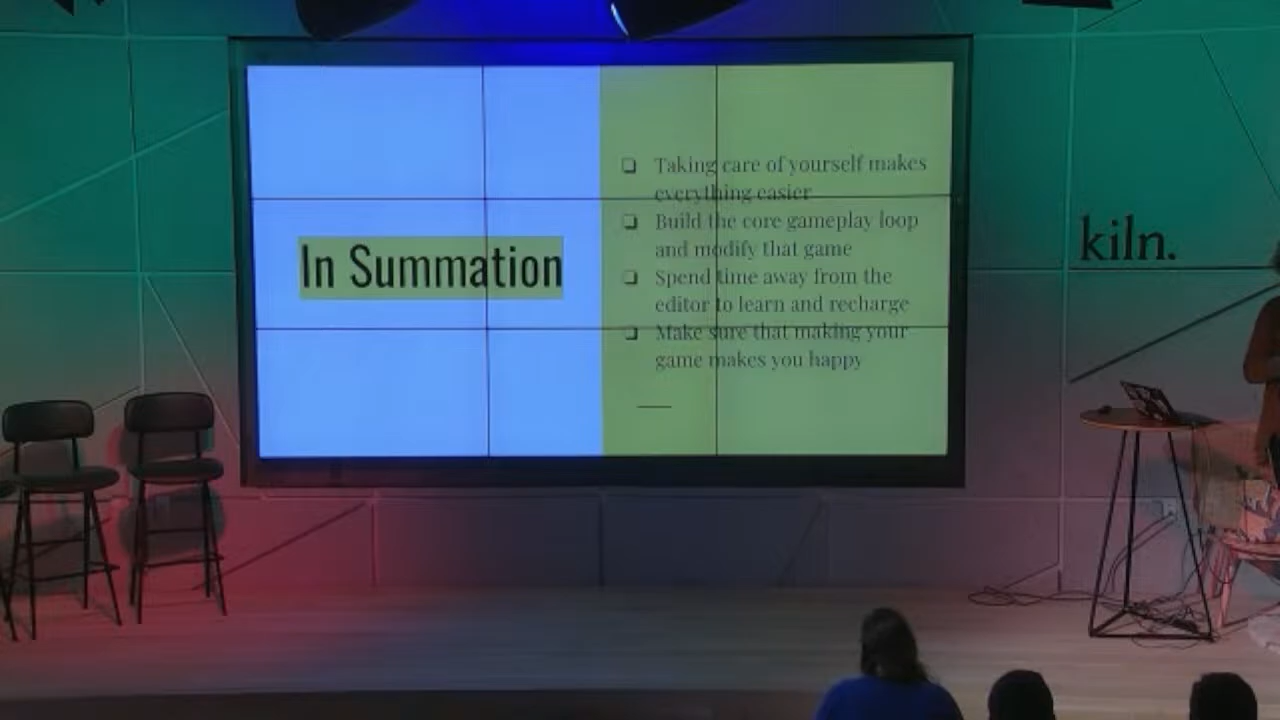 In Summation
❏ Taking care of yourself makes
everything easier
❏ Build the core gameplay loop
and modify that game
❏ Spend time away from the
editor to learn and recharge
❏ Make sure that making your
game makes you happy
kiln.